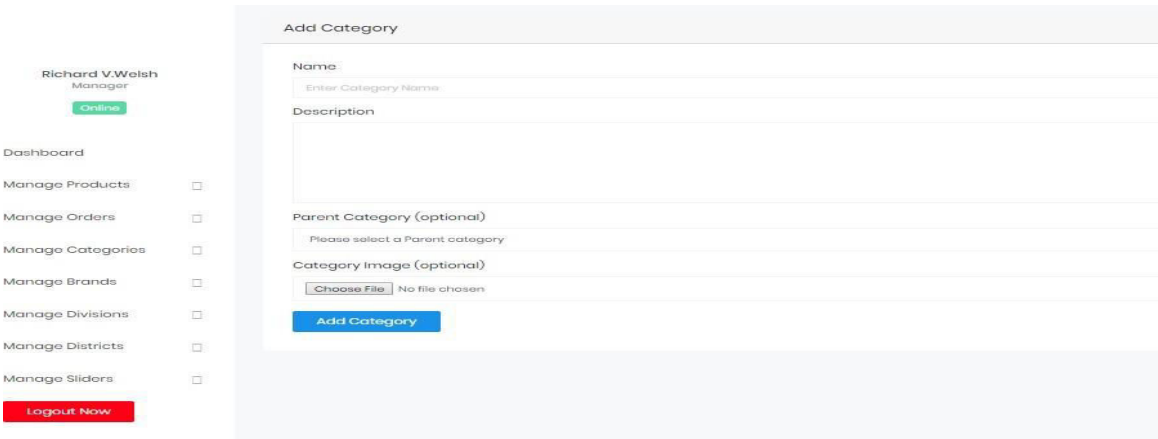 Richard V.Welsh
Manager
Online
Dashboard
Manage Products
Manage Orders
Manage Categories
Manage Brands
Manage Divisions
Manage Districts
Manage Sliders
Logout Now
Add Category
Name
Enter Category Name
Description
Parent Category (optional)
Please select a Parent category
Category Image (optional)
Choose File No file chosen
Add Category